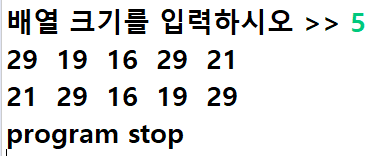 배열 크기를 입력하시오 >> 5
29 19 16 29 21
21 29 16 19 29
program stop